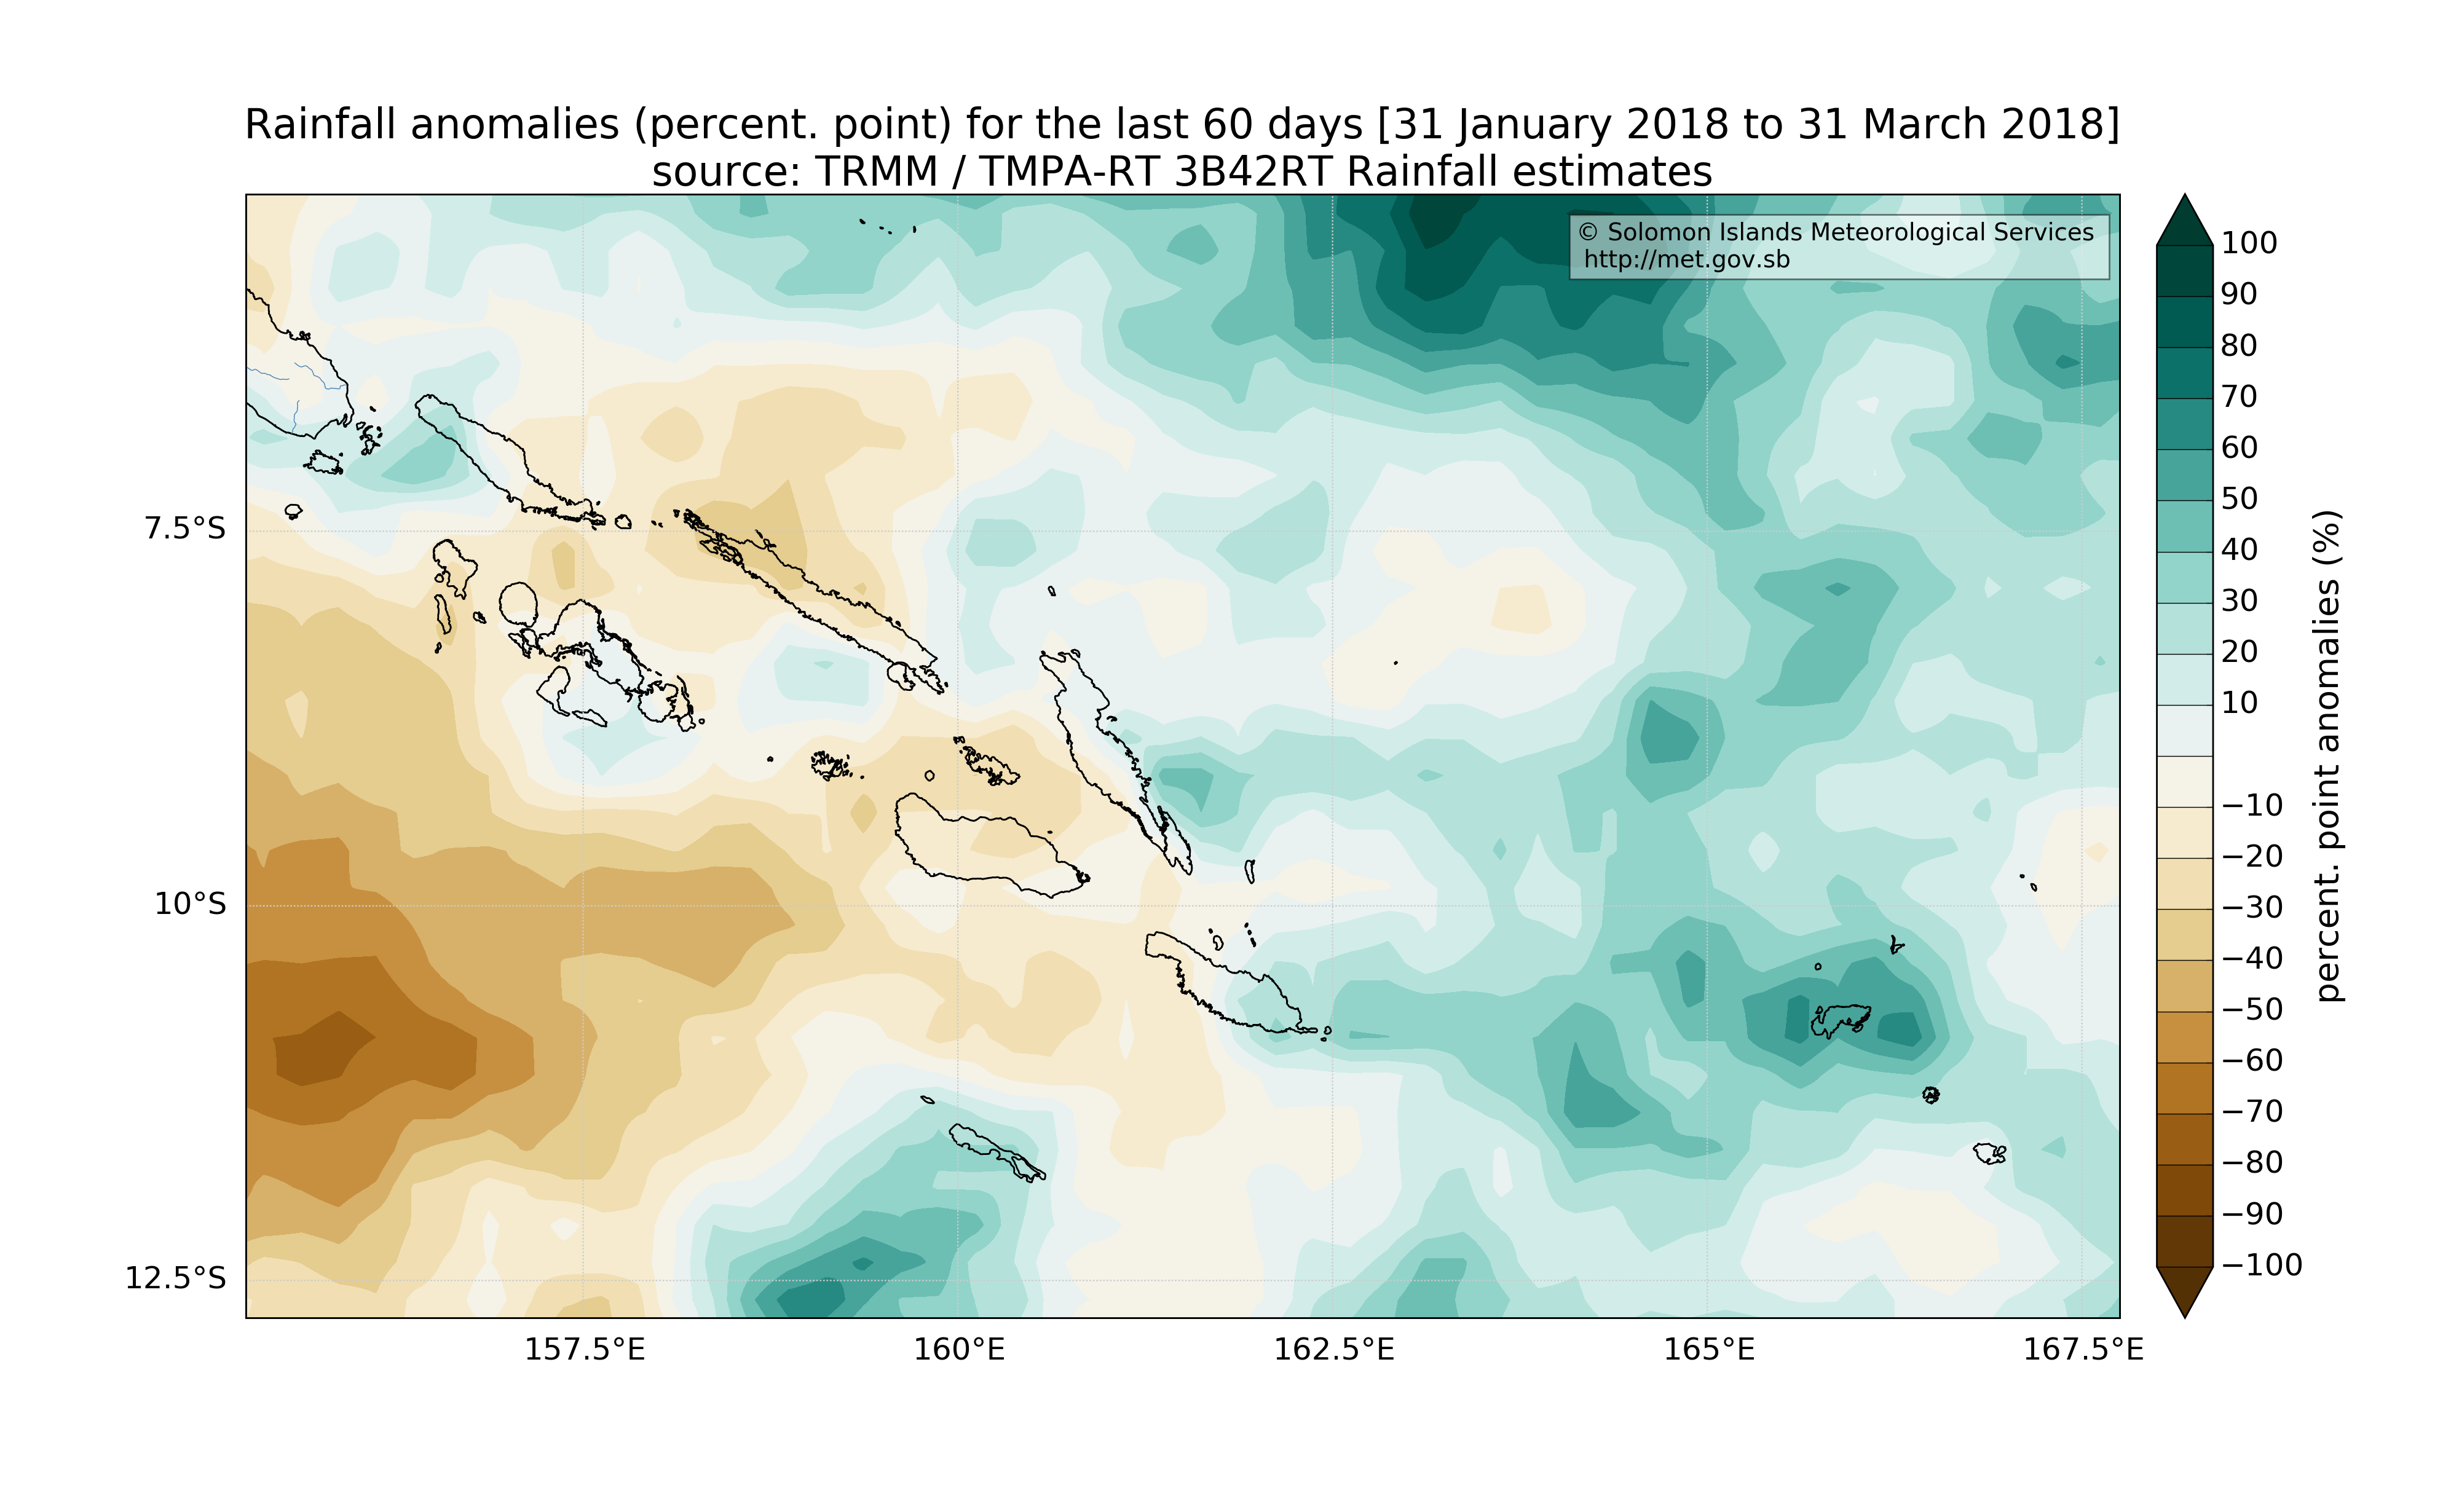 Rainfall anomalies (percent. point) for the last 60 days [31 January 2018 to 31 March 2018]
source: TRMM / TMPA-RT 3B42RT Rainfall estimates
© Solomon Islands Meteorological Services
http://met.gov.sb
7.5°S
10°S
12.5°S
157.5°E
160°E
162.5°E
165°E
167.5°E
100
90
80
70
60
50
40
30
20
10
−10
−20
−30
−40
−50
−60
−70
−80
−90
−100
percent. point anomalies (%)